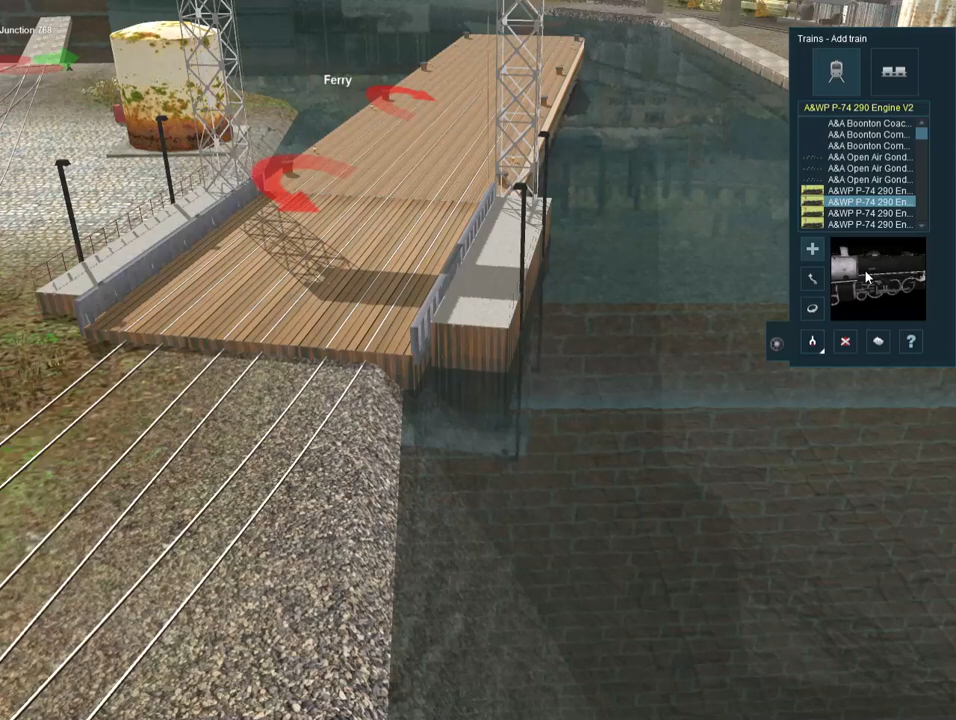 Junction 768
Ferry
Trains - Add train
A&WP P-74 290 Engine V2
A&A Boonton Coac...
A&A Boonton Com...
A&A Boonton Com...
A&A Open Air Gond...
A&A Open Air Gond...
A&A Open Air Gond...
A&WP P-74 290 En...
A&WP P-74 290 En...
A&WP P-74 290 En...
A&WP P-74 290 En...
?